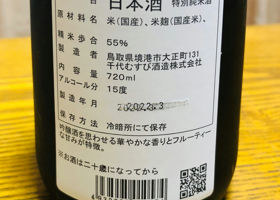 日本酒 特別純米酒
原材料名 米(国産)、米麹(国産米)、
精米歩合 55%
製造者 鳥取県境港市大正町131
千代むすび酒造株式会社
内容量 720ml
アルコール分 15度
製造年月 2022.3
保存方法 冷暗所にて保存
吟醸酒を思わせる華やかな香りとフルーティー
な甘みが特徴。
※お酒は二十歳になってから